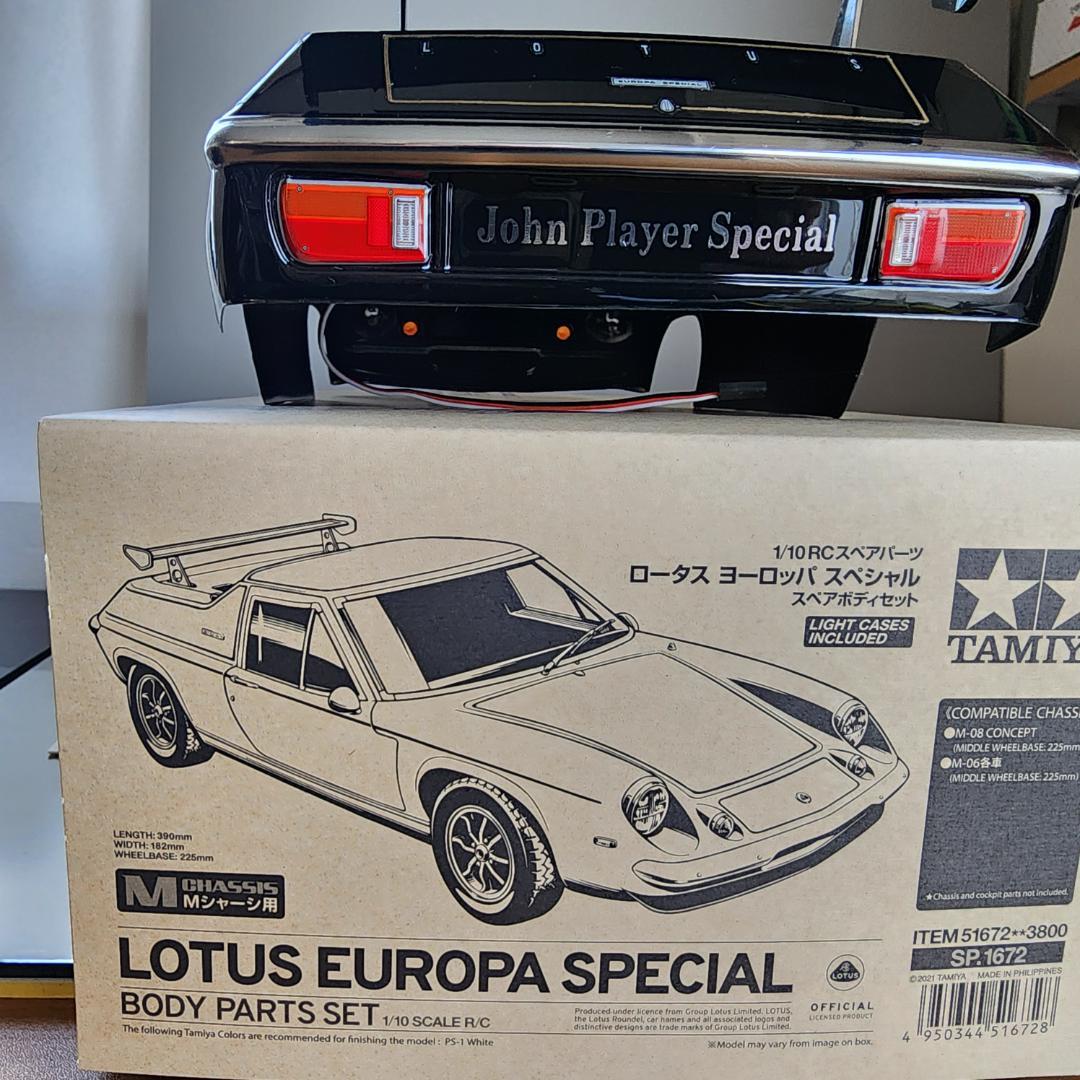 LOTUS
EUROPA SPECIAL
John Player Special
1/10 RCスペアパーツ
ロータス ヨーロッパ スペシャル
スペアボディセット
LIGHT CASES
INCLUDED
TAMIY
《COMPATIBLE CHASS
●M-08 CONCEPT
(MIDDLE WHEELBASE: 225mm)
●M-06各車
(MIDDLE WHEELBASE: 225mm)
★Chassis and cockpit parts not included.
LENGTH: 390mm
WIDTH: 182mm
WHEELBASE: 225mm
M CHASSIS
Mシャーシ用
LOTUS EUROPA SPECIAL
BODY PARTS SET 1/10 SCALE R/C
The following Tamiya Colors are recommended for finishing the model : PS-1 White
Produced under licence from Group Lotus Limited. LOTUS,
the Lotus Roundel, car names and all associated logos and
distinctive designs are trade marks of Group Lotus Limited.
※Model may vary from image on box.
LOTUS
OFFICIAL
LICENSED PRODUCT
ITEM 51672**3800
SP.1672
©2021 TAMIYA MADE IN PHILIPPINES
4 950344 516728